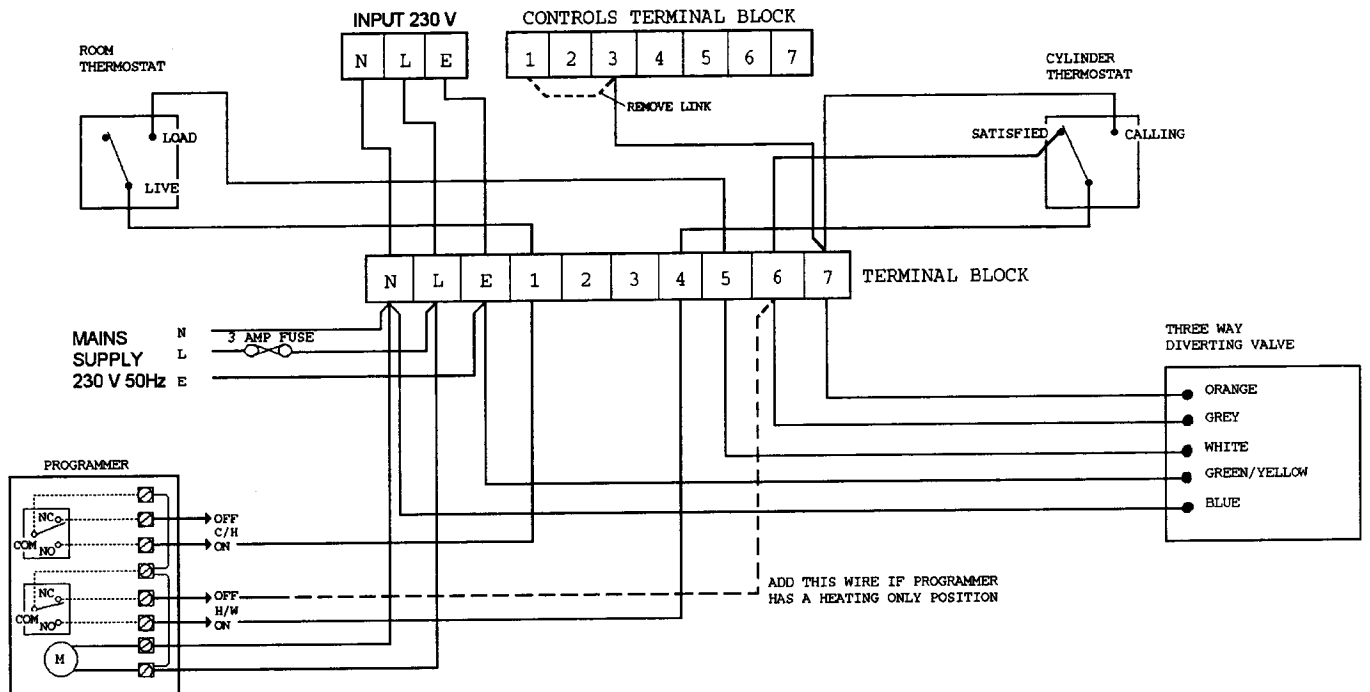 INPUT 230 V
CONTROLS TERMINAL BLOCK
ROOM
THERMOSTAT
N L E
1 2 3 4 5 6 7
CYLINDER
THERMOSTAT
REMOVE LINK
LOAD
LIVE
SATISFIED
CALLING
N L E 1 2 3 4 5 6 7
TERMINAL BLOCK
MAINS
SUPPLY
230 V 50Hz
N
L
E
3 AMP FUSE
THREE WAY
DIVERTING VALVE
ORANGE
GREY
WHITE
GREEN/YELLOW
BLUE
PROGRAMMER
NC
COM
NO
OFF
C/H
ON
NC
COM
NO
OFF
H/W
ON
M
ADD THIS WIRE IF PROGRAMMER
HAS A HEATING ONLY POSITION